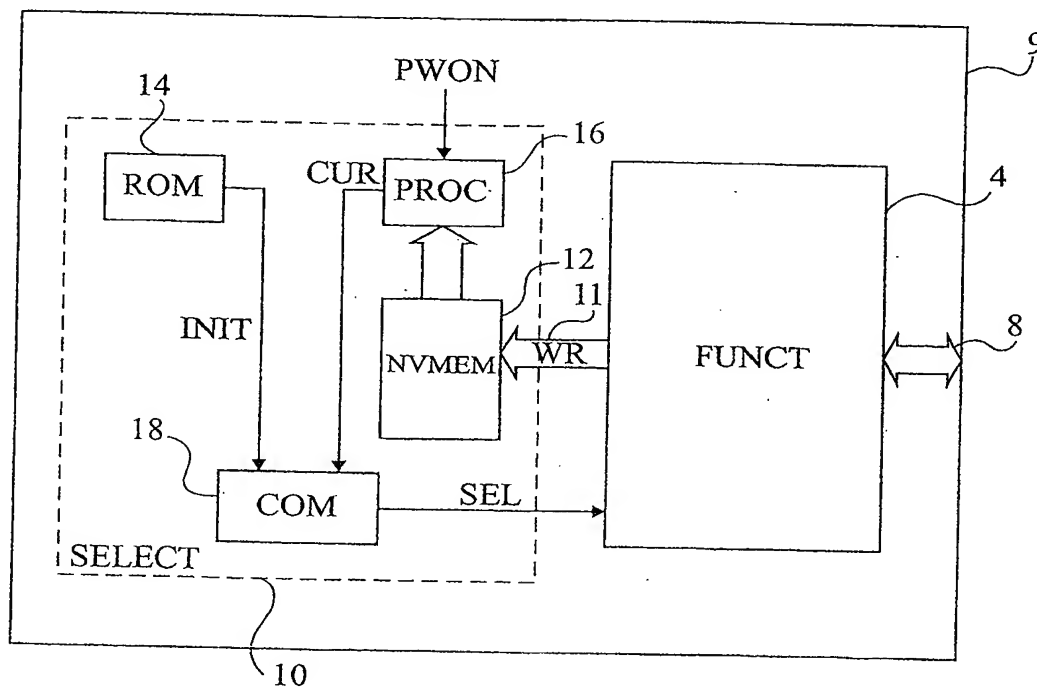 9
PWON
14
16
ROM
CUR
PROC
4
12
11
INIT
NVMEM
WR
FUNCT
8
18
COM
SEL
SELECT
10